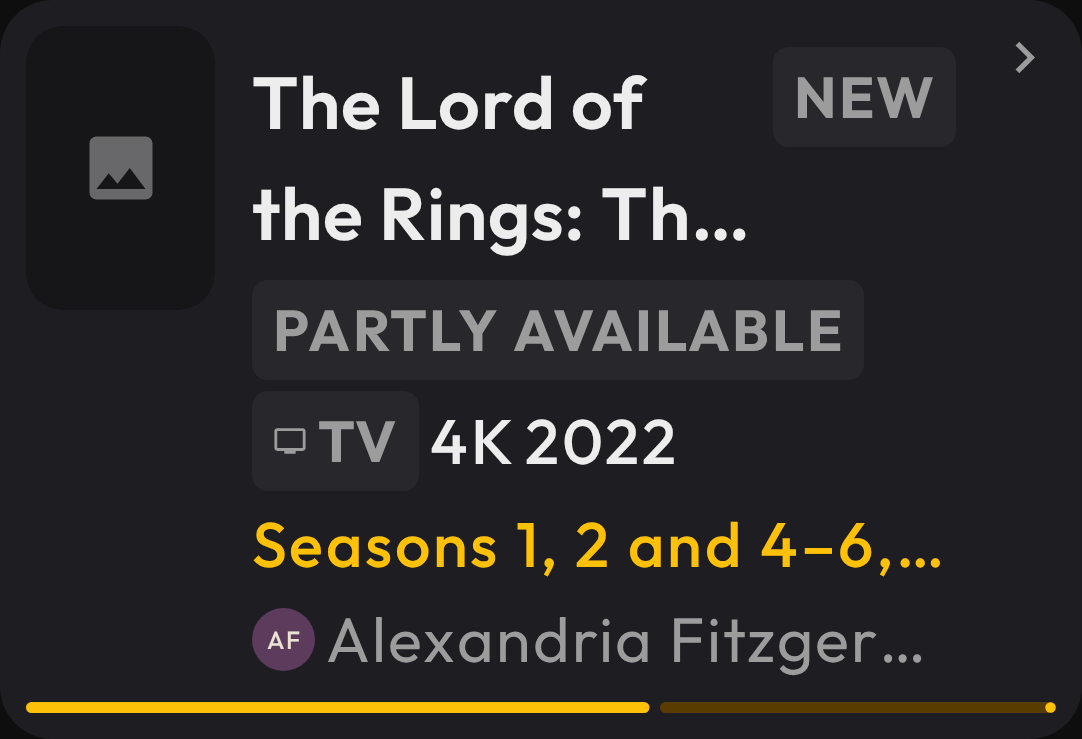 The Lord of
the Rings: Th…
NEW
PARTLY AVAILABLE
TV 4K 2022
Seasons 1, 2 and 4–6,…
AF Alexandria Fitzger…